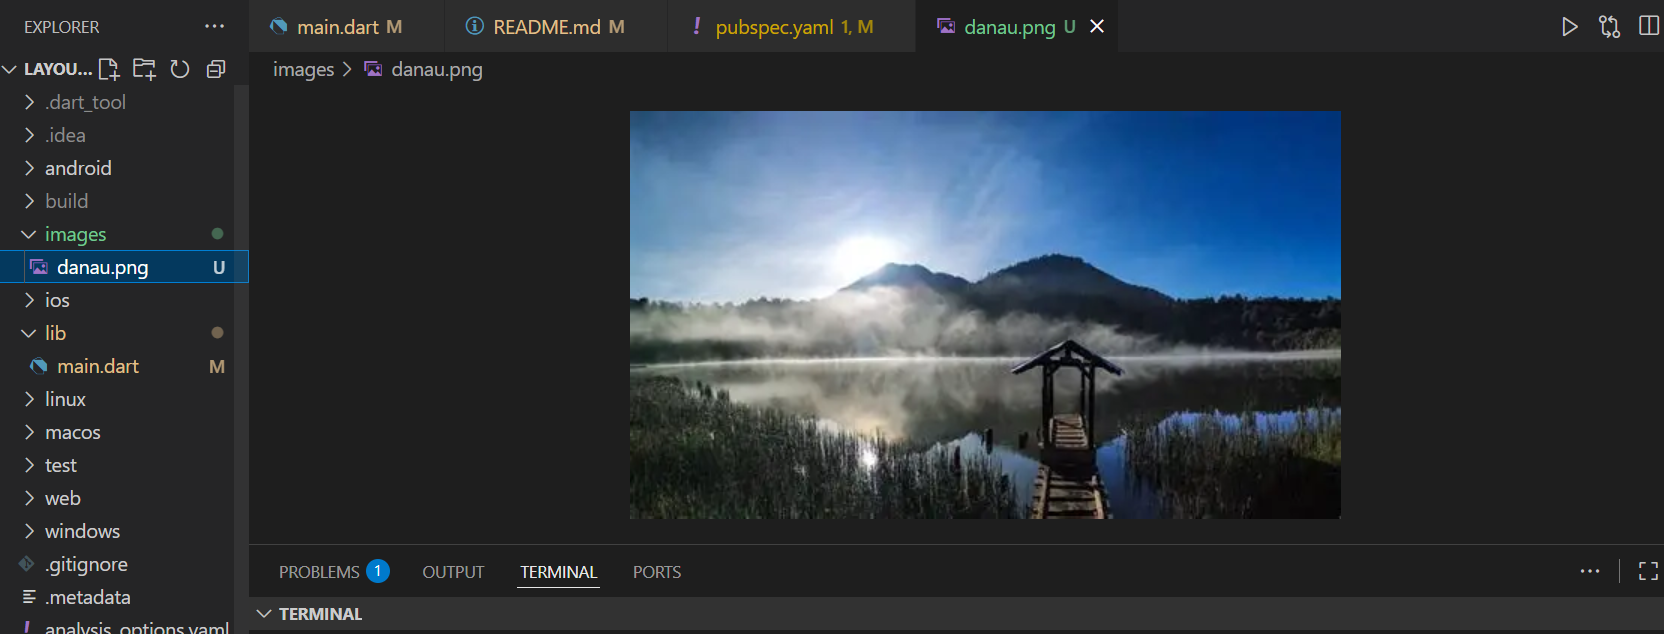 EXPLORER
LAYOU...
.dart_tool
.idea
android
build
images
danau.png U
ios
lib
main.dart M
linux
macos
test
web
windows
.gitignore
.metadata
analysis_options.yaml
main.dart M
README.md M
pubspec.yaml 1, M
danau.png U
images > danau.png
PROBLEMS 1 OUTPUT TERMINAL PORTS
TERMINAL